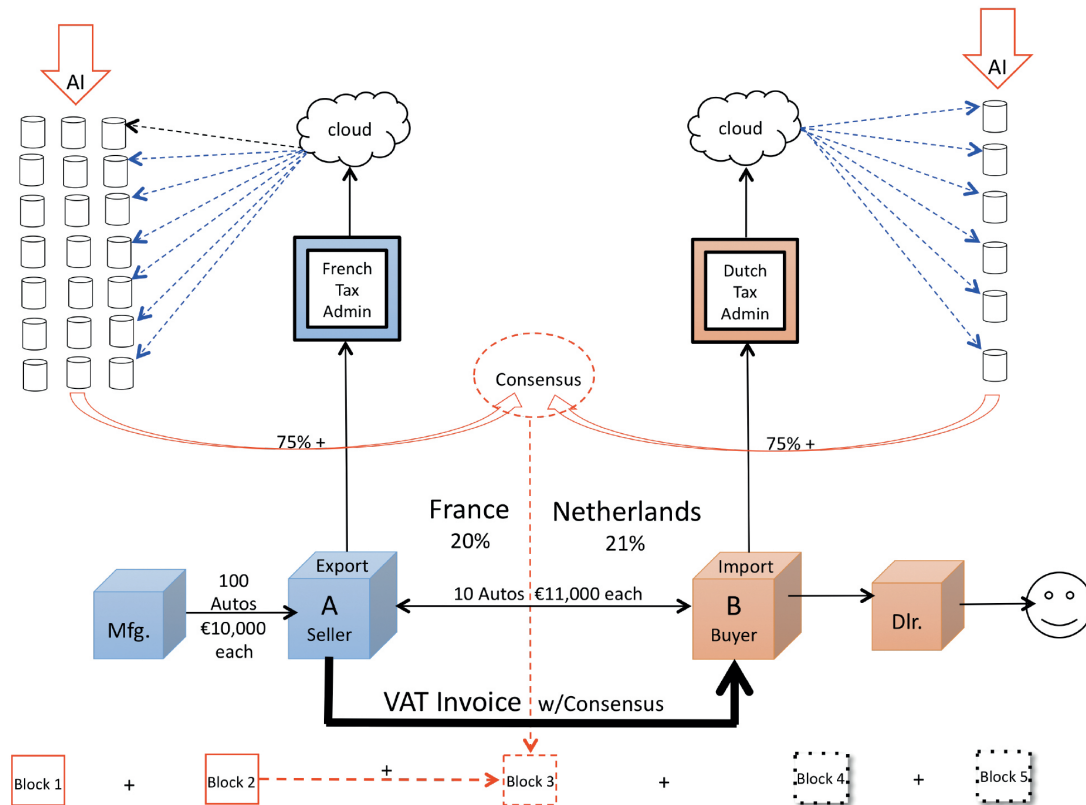 AI
AI
cloud
cloud
French
Tax
Admin
Dutch
Tax
Admin
Consensus
75% +
75% +
France
20%
Netherlands
21%
Export
A
Seller
Import
B
Buyer
Mfg.
100
Autos
€10,000
each
10 Autos €11,000 each
Dlr.
VAT Invoice w/Consensus
Block 1
+
Block 2
+
Block 3
+
Block 4
+
Block 5